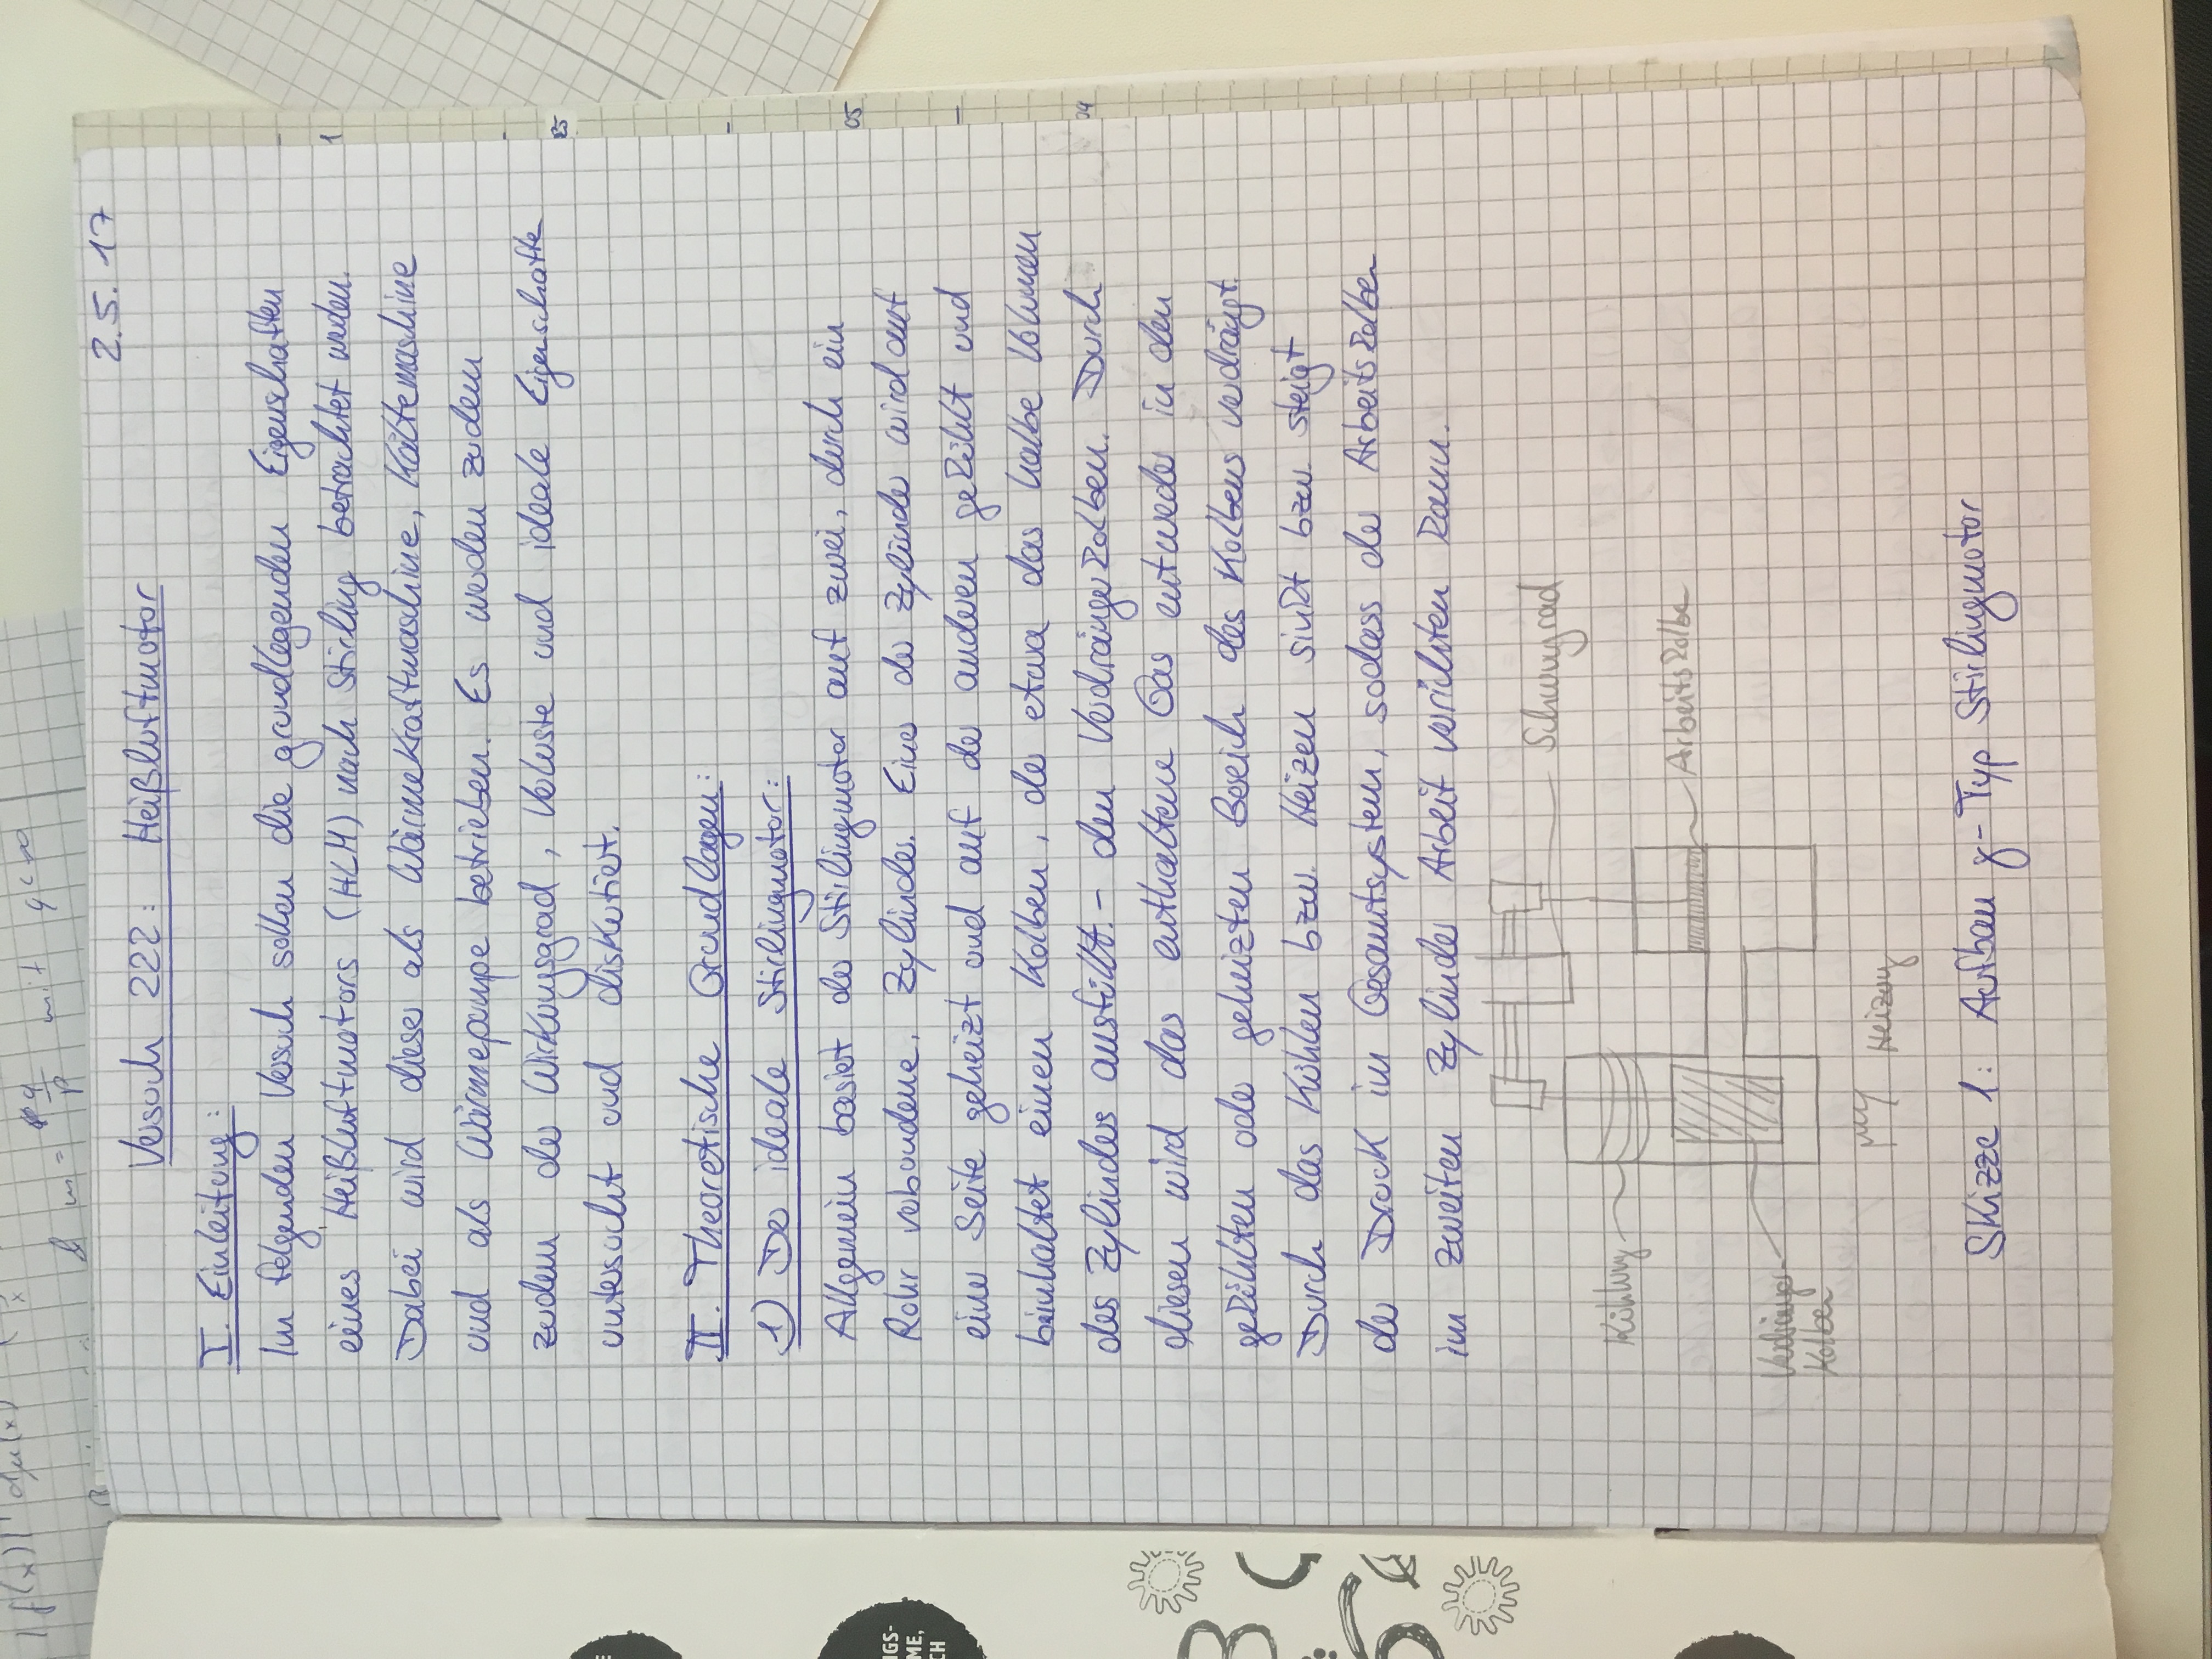 m = q/p mit q<∞
2.5.17
Versuch 222: Heißluftmotor
I. Einleitung:
Im folgenden Versuch sollen die grundlegenden Eigenschaften
eines Heißluftmotors (HLM) nach Stirling betrachtet werden.
Dabei wird dieser als Wärmekraftmaschine, Kältemaschine
und als Wärmepumpe betrieben. Es werden zudem
zudem der Wirkungsgrad, Verluste und ideale Eigenschaften
untersucht und diskutiert.
II. Theoretische Grundlagen:
1) Der ideale Stirlingmotor:
Allgemein basiert der Stirlingmotor auf zwei, durch ein
Rohr verbundene, Zylinder. Einer der Zylinder wird auf
einer Seite geheizt und auf der anderen gekühlt und
beinhaltet einen Kolben, der etwa das halbe Volumen
des Zylinders ausfüllt. - den Verdrängerkolben. Durch
diesen wird das enthaltene Gas entweder in den
gekühlten oder geheizten Bereich des Kolbens verdrängt.
Durch das Kühlen bzw. Heizen sinkt bzw. steigt
der Druck im Gesamtsystem, sodass der Arbeitskolben
im zweiten Zylinder Arbeit verichten kann.
Schwungrad
Kühlung
Arbeitskolben
Verdränger-
Kolben
Heizung
Skizze 1: Aufbau γ-Typ Stirlingmotor
1
05
04
NGS-
ME,
CH